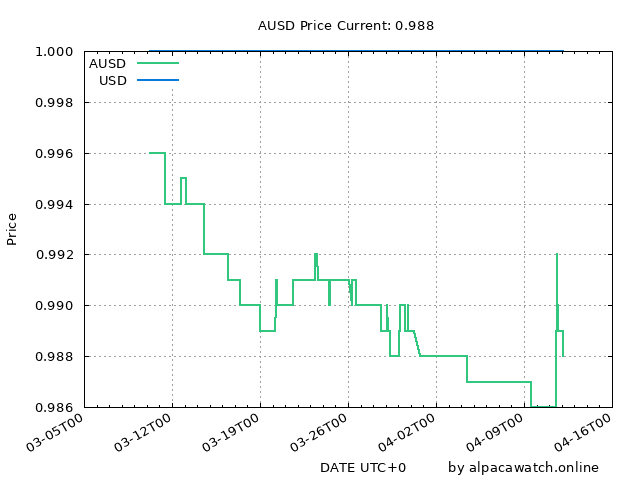 AUSD Price Current: 0.988
1.000
AUSD
USD
0.998
0.996
0.994
0.992
0.990
0.988
0.986
Price
03-05T00
03-12T00
03-19T00
03-26T00
04-02T00
04-09T00
04-16T00
DATE UTC+0
by alpacawatch.online